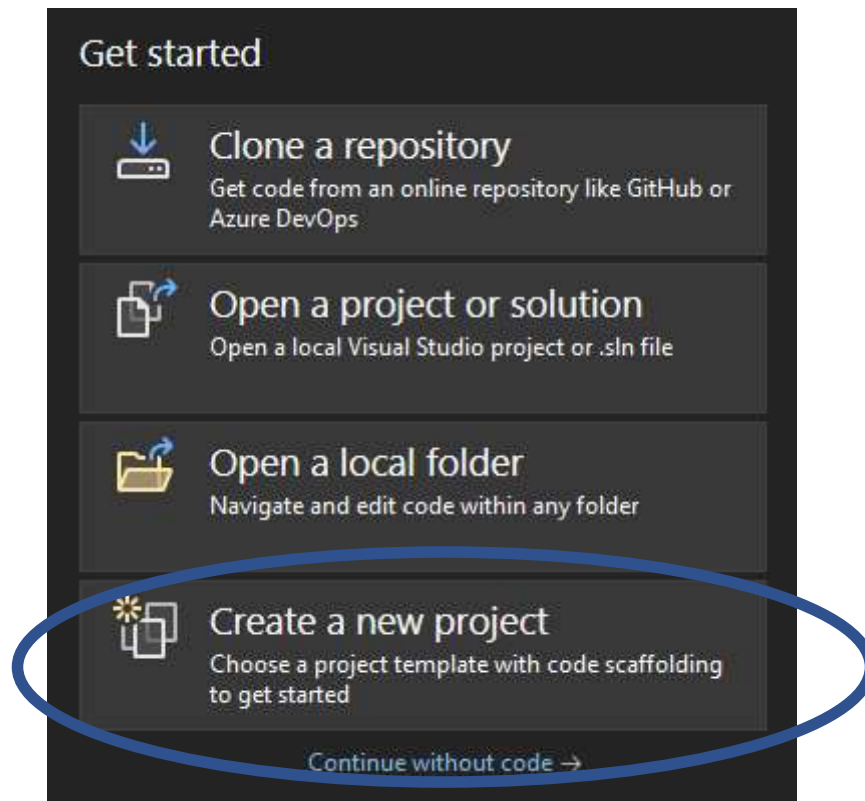 Get started
Clone a repository
Get code from an online repository like GitHub or
Azure DevOps
Open a project or solution
Open a local Visual Studio project or .sln file
Open a local folder
Navigate and edit code within any folder
Create a new project
Choose a project template with code scaffolding
to get started
Continue without code →